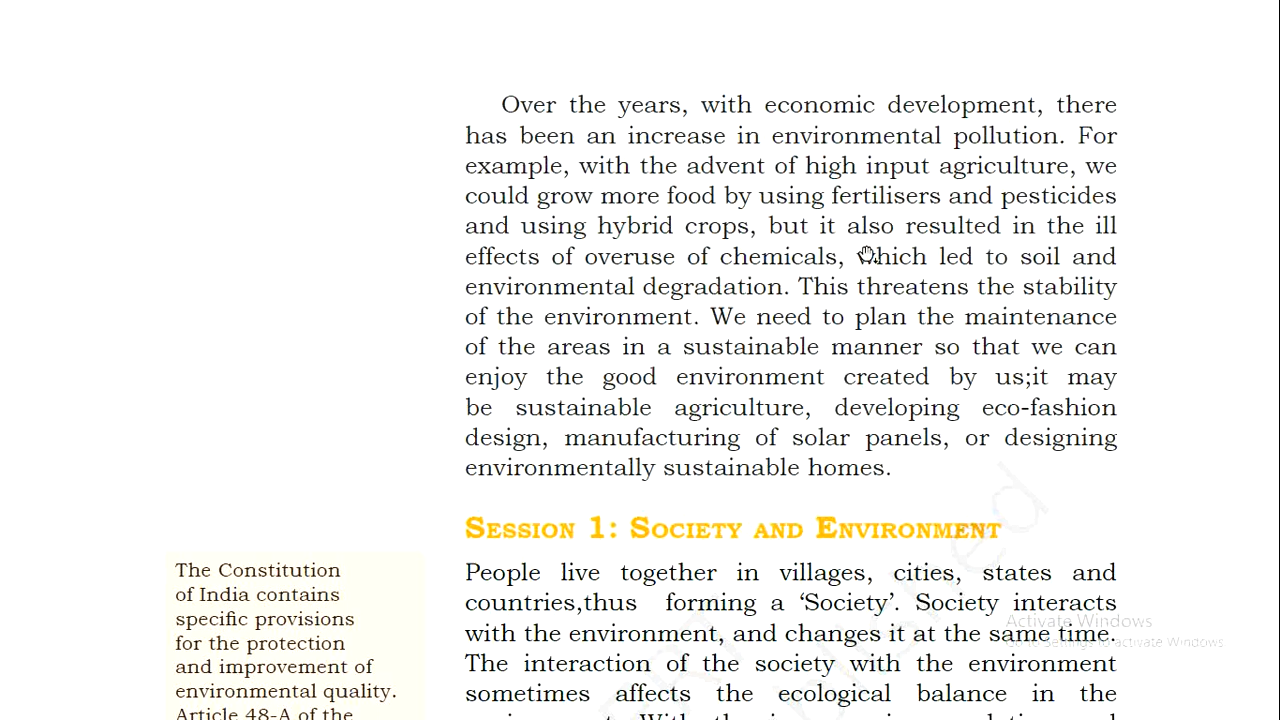 Over the years, with economic development, there
has been an increase in environmental pollution. For
example, with the advent of high input agriculture, we
could grow more food by using fertilisers and pesticides
and using hybrid crops, but it also resulted in the ill
effects of overuse of chemicals, which led to soil and
environmental degradation. This threatens the stability
of the environment. We need to plan the maintenance
of the areas in a sustainable manner so that we can
enjoy the good environment created by us;it may
be sustainable agriculture, developing eco-fashion
design, manufacturing of solar panels, or designing
environmentally sustainable homes.
Session 1: Society and Environment
People live together in villages, cities, states and
countries,thus forming a ‘Society’. Society interacts
with the environment, and changes it at the same time.
The interaction of the society with the environment
sometimes affects the ecological balance in the
The Constitution
of India contains
specific provisions
for the protection
and improvement of
environmental quality.
Article 48-A of the
Activate Windows
Go to Settings to activate Windows